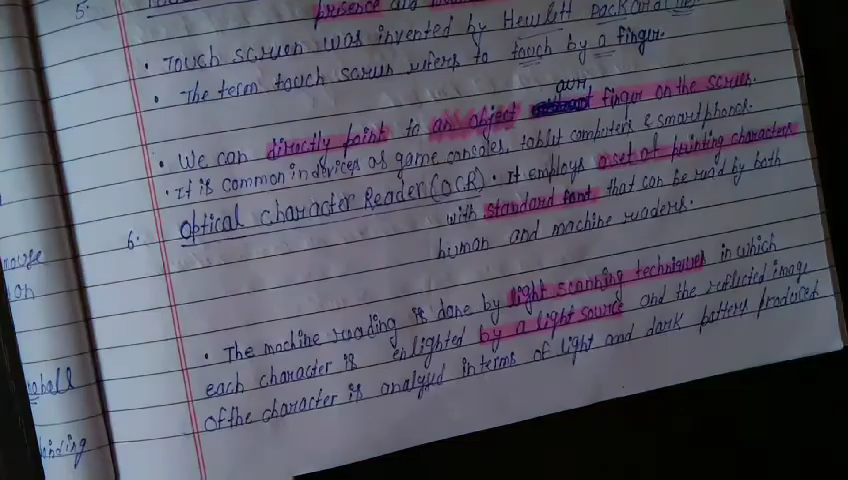 5.
presence and
• Touch screen was invented by Hewlett Packard
• The term touch screen refers to touch by a finger.
• We can directly point to an object our finger on the screen.
• It is common in devices as game consoles, tablet computers & smartphones.
6. Optical Character Reader (OCR) • It employs a set of printing characters
with standard font that can be read by both
human and machine readers.
• The machine reading is done by light scanning techniques in which
each character is enlighted by a light source and the reflected image
of the character is analysed in terms of light and dark pattern produced
mouse
on
ball